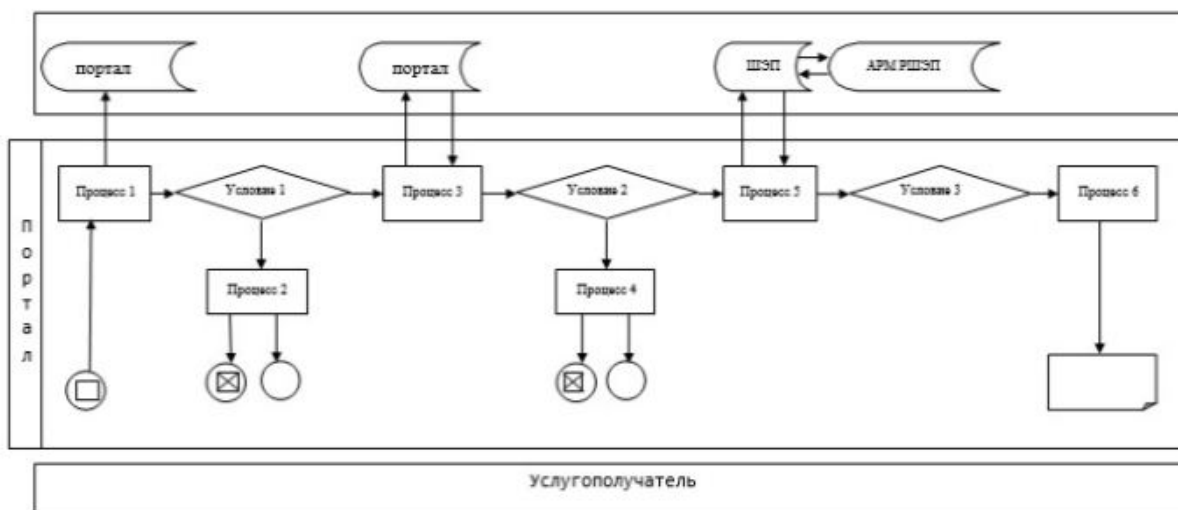 портал
портал
ШЭП
АРМ РШЭП
Портал
Процесс 1
Условие 1
Процесс 3
Условие 2
Процесс 5
Условие 3
Процесс 6
Процесс 2
Процесс 4
Услугополучатель